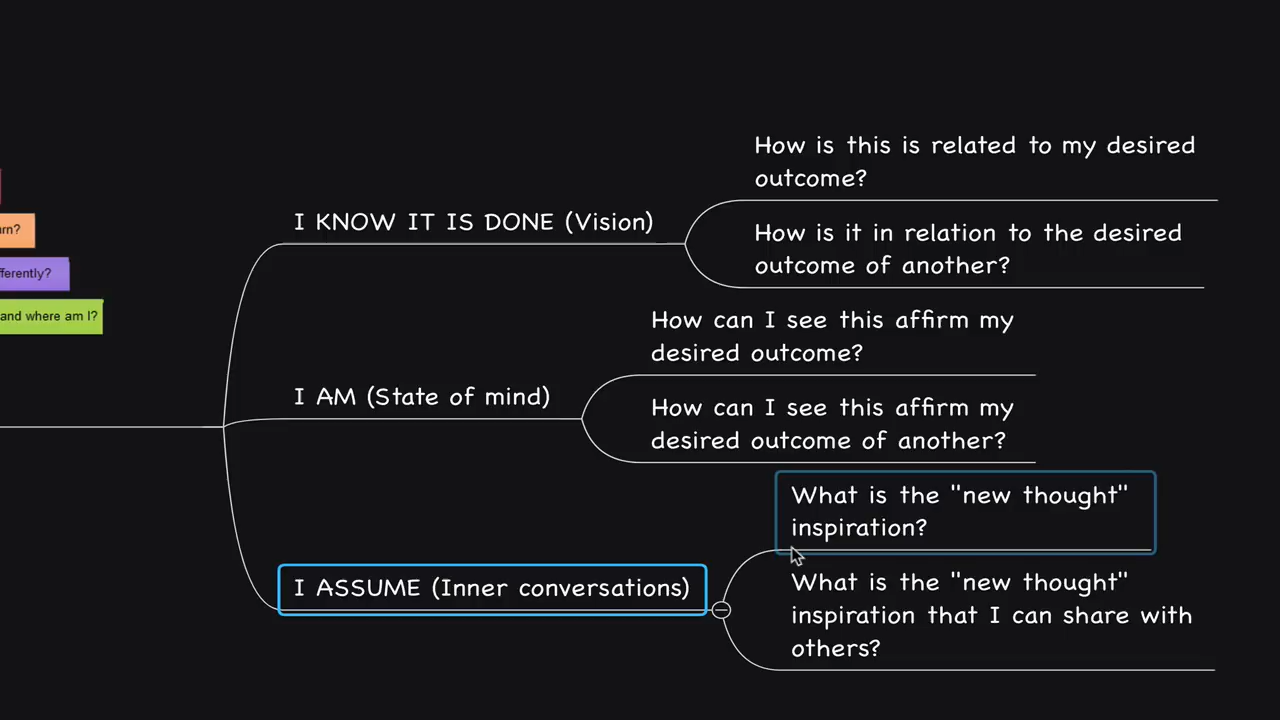 How is this is related to my desired
outcome?
I KNOW IT IS DONE (Vision)
How is it in relation to the desired
outcome of another?
How can I see this affirm my
desired outcome?
I AM (State of mind)
How can I see this affirm my
desired outcome of another?
What is the "new thought"
inspiration?
I ASSUME (Inner conversations)
What is the "new thought"
inspiration that I can share with
others?
and where am I?